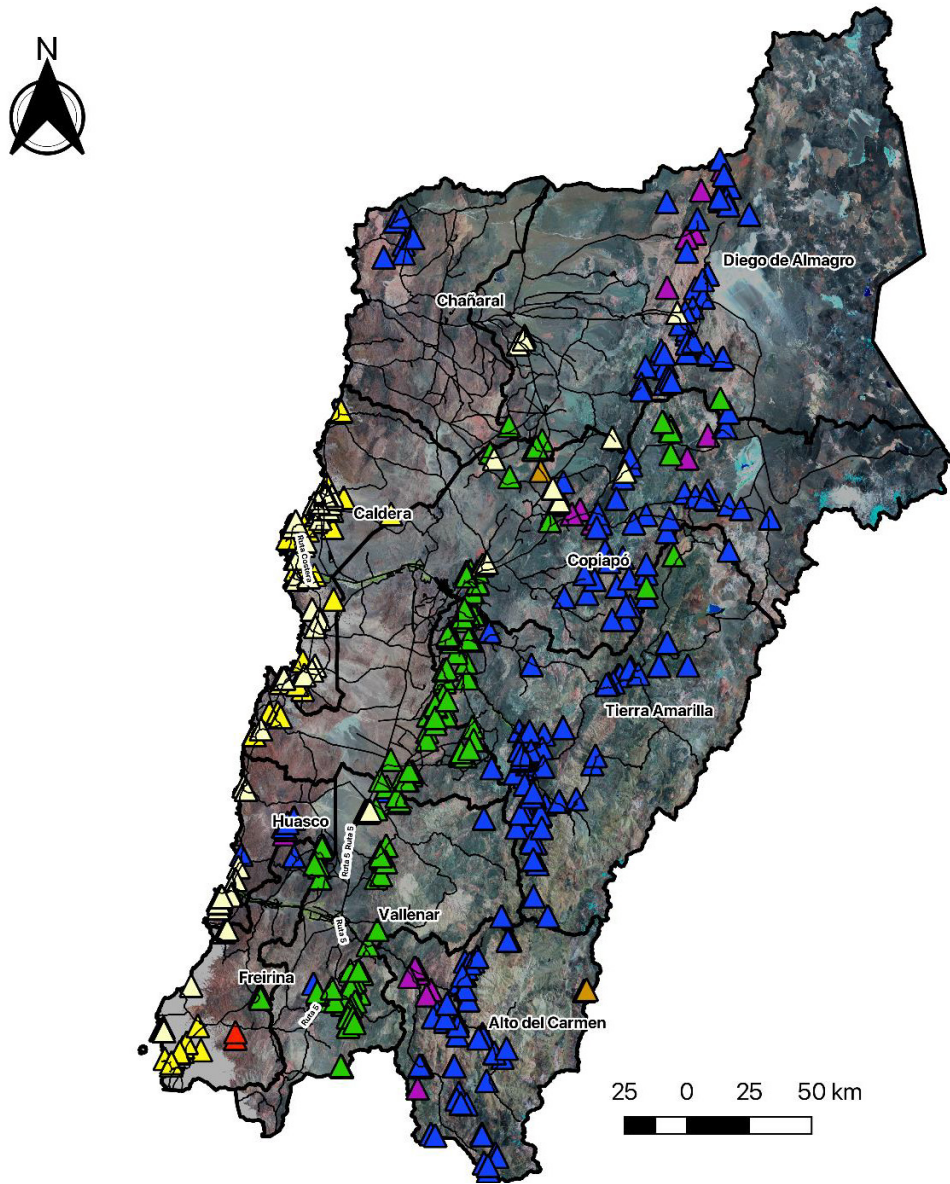 N
Diego de Almagro
Chañaral
Caldera
Ruta Costera
Copiapó
Tierra Amarilla
Huasco
Ruta 5 Ruta 5
Vallenar
Ruta 5
Freirina
Ruta 5
Alto del Carmen
25 0 25 50 km